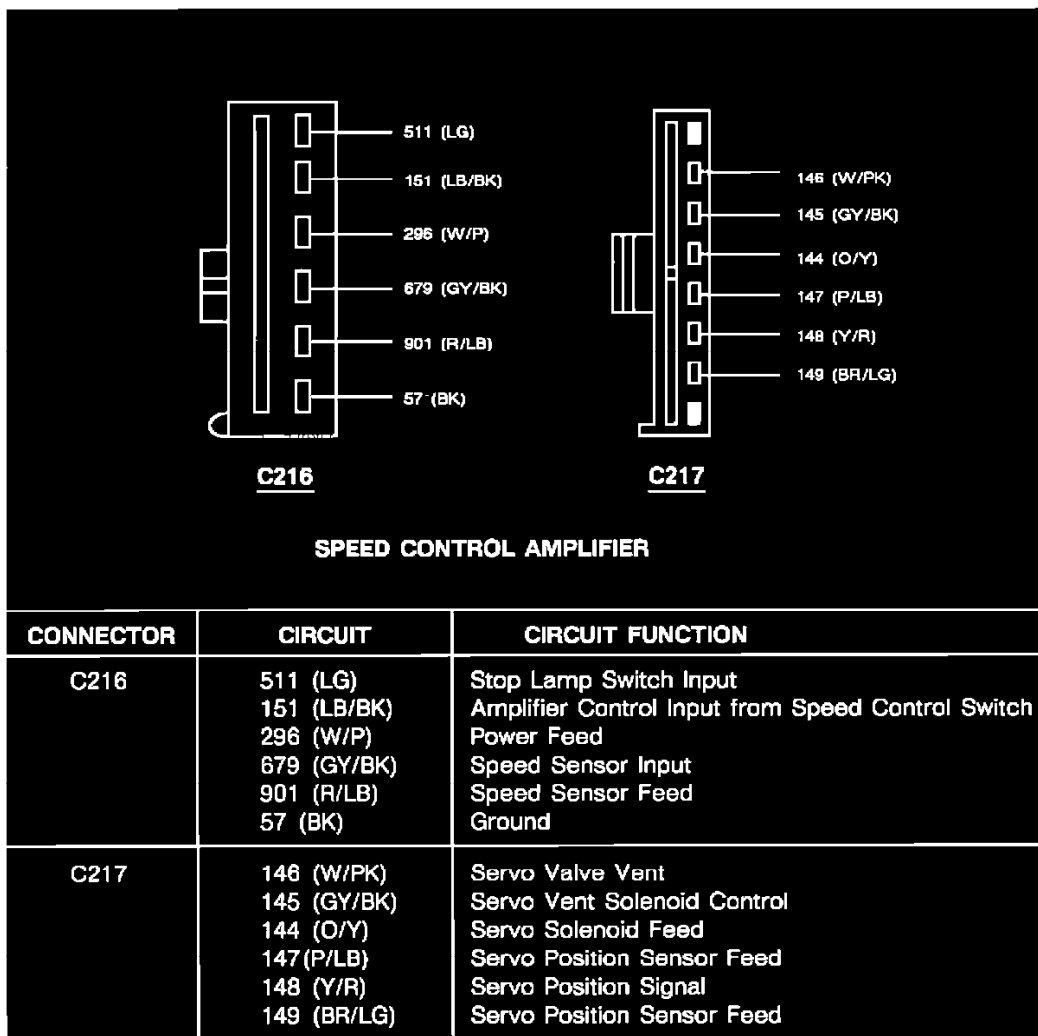 511 (LG)
151 (LB/BK)
296 (W/P)
679 (GY/BK)
901 (R/LB)
57 (BK)
C216
146 (W/PK)
145 (GY/BK)
144 (O/Y)
147 (P/LB)
148 (Y/R)
149 (BR/LG)
C217
SPEED CONTROL AMPLIFIER
CONNECTOR CIRCUIT CIRCUIT FUNCTION
C216 511 (LG) Stop Lamp Switch Input
151 (LB/BK) Amplifier Control Input from Speed Control Switch
296 (W/P) Power Feed
679 (GY/BK) Speed Sensor Input
901 (R/LB) Speed Sensor Feed
57 (BK) Ground
C217 146 (W/PK) Servo Valve Vent
145 (GY/BK) Servo Vent Solenoid Control
144 (O/Y) Servo Solenoid Feed
147(P/LB) Servo Position Sensor Feed
148 (Y/R) Servo Position Signal
149 (BR/LG) Servo Position Sensor Feed